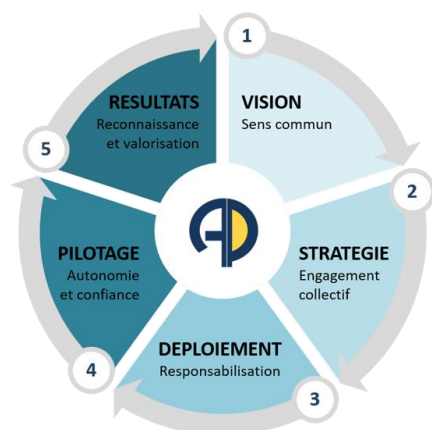 1
VISION
Sens commun
2
STRATEGIE
Engagement
collectif
3
DEPLOIEMENT
Responsabilisation
4
PILOTAGE
Autonomie
et confiance
5
RESULTATS
Reconnaissance
et valorisation
AP